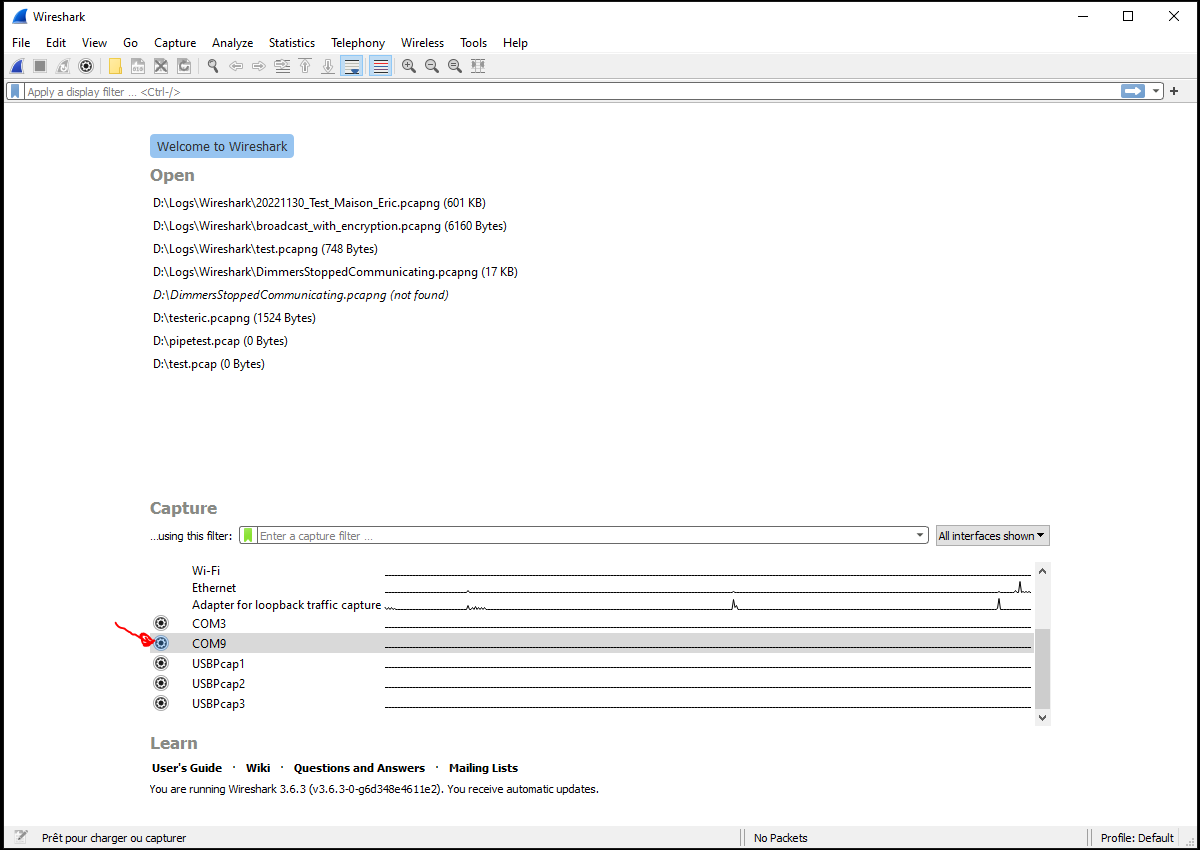 Wireshark
File Edit View Go Capture Analyze Statistics Telephony Wireless Tools Help
Apply a display filter ... <Ctrl-/>
Welcome to Wireshark
Open
D:\Logs\Wireshark\20221130_Test_Maison_Eric.pcapng (601 KB)
D:\Logs\Wireshark\broadcast_with_encryption.pcapng (6160 Bytes)
D:\Logs\Wireshark\test.pcapng (748 Bytes)
D:\Logs\Wireshark\DimmersStoppedCommunicating.pcapng (17 KB)
D:\DimmersStoppedCommunicating.pcapng (not found)
D:\testeric.pcapng (1524 Bytes)
D:\pipetest.pcap (0 Bytes)
D:\test.pcap (0 Bytes)
Capture
...using this filter: Enter a capture filter ... All interfaces shown
Wi-Fi
Ethernet
Adapter for loopback traffic capture
COM3
COM9
USBPcap1
USBPcap2
USBPcap3
Learn
User's Guide · Wiki · Questions and Answers · Mailing Lists
You are running Wireshark 3.6.3 (v3.6.3-0-g6d348e4611e2). You receive automatic updates.
Prêt pour charger ou capturer No Packets Profile: Default